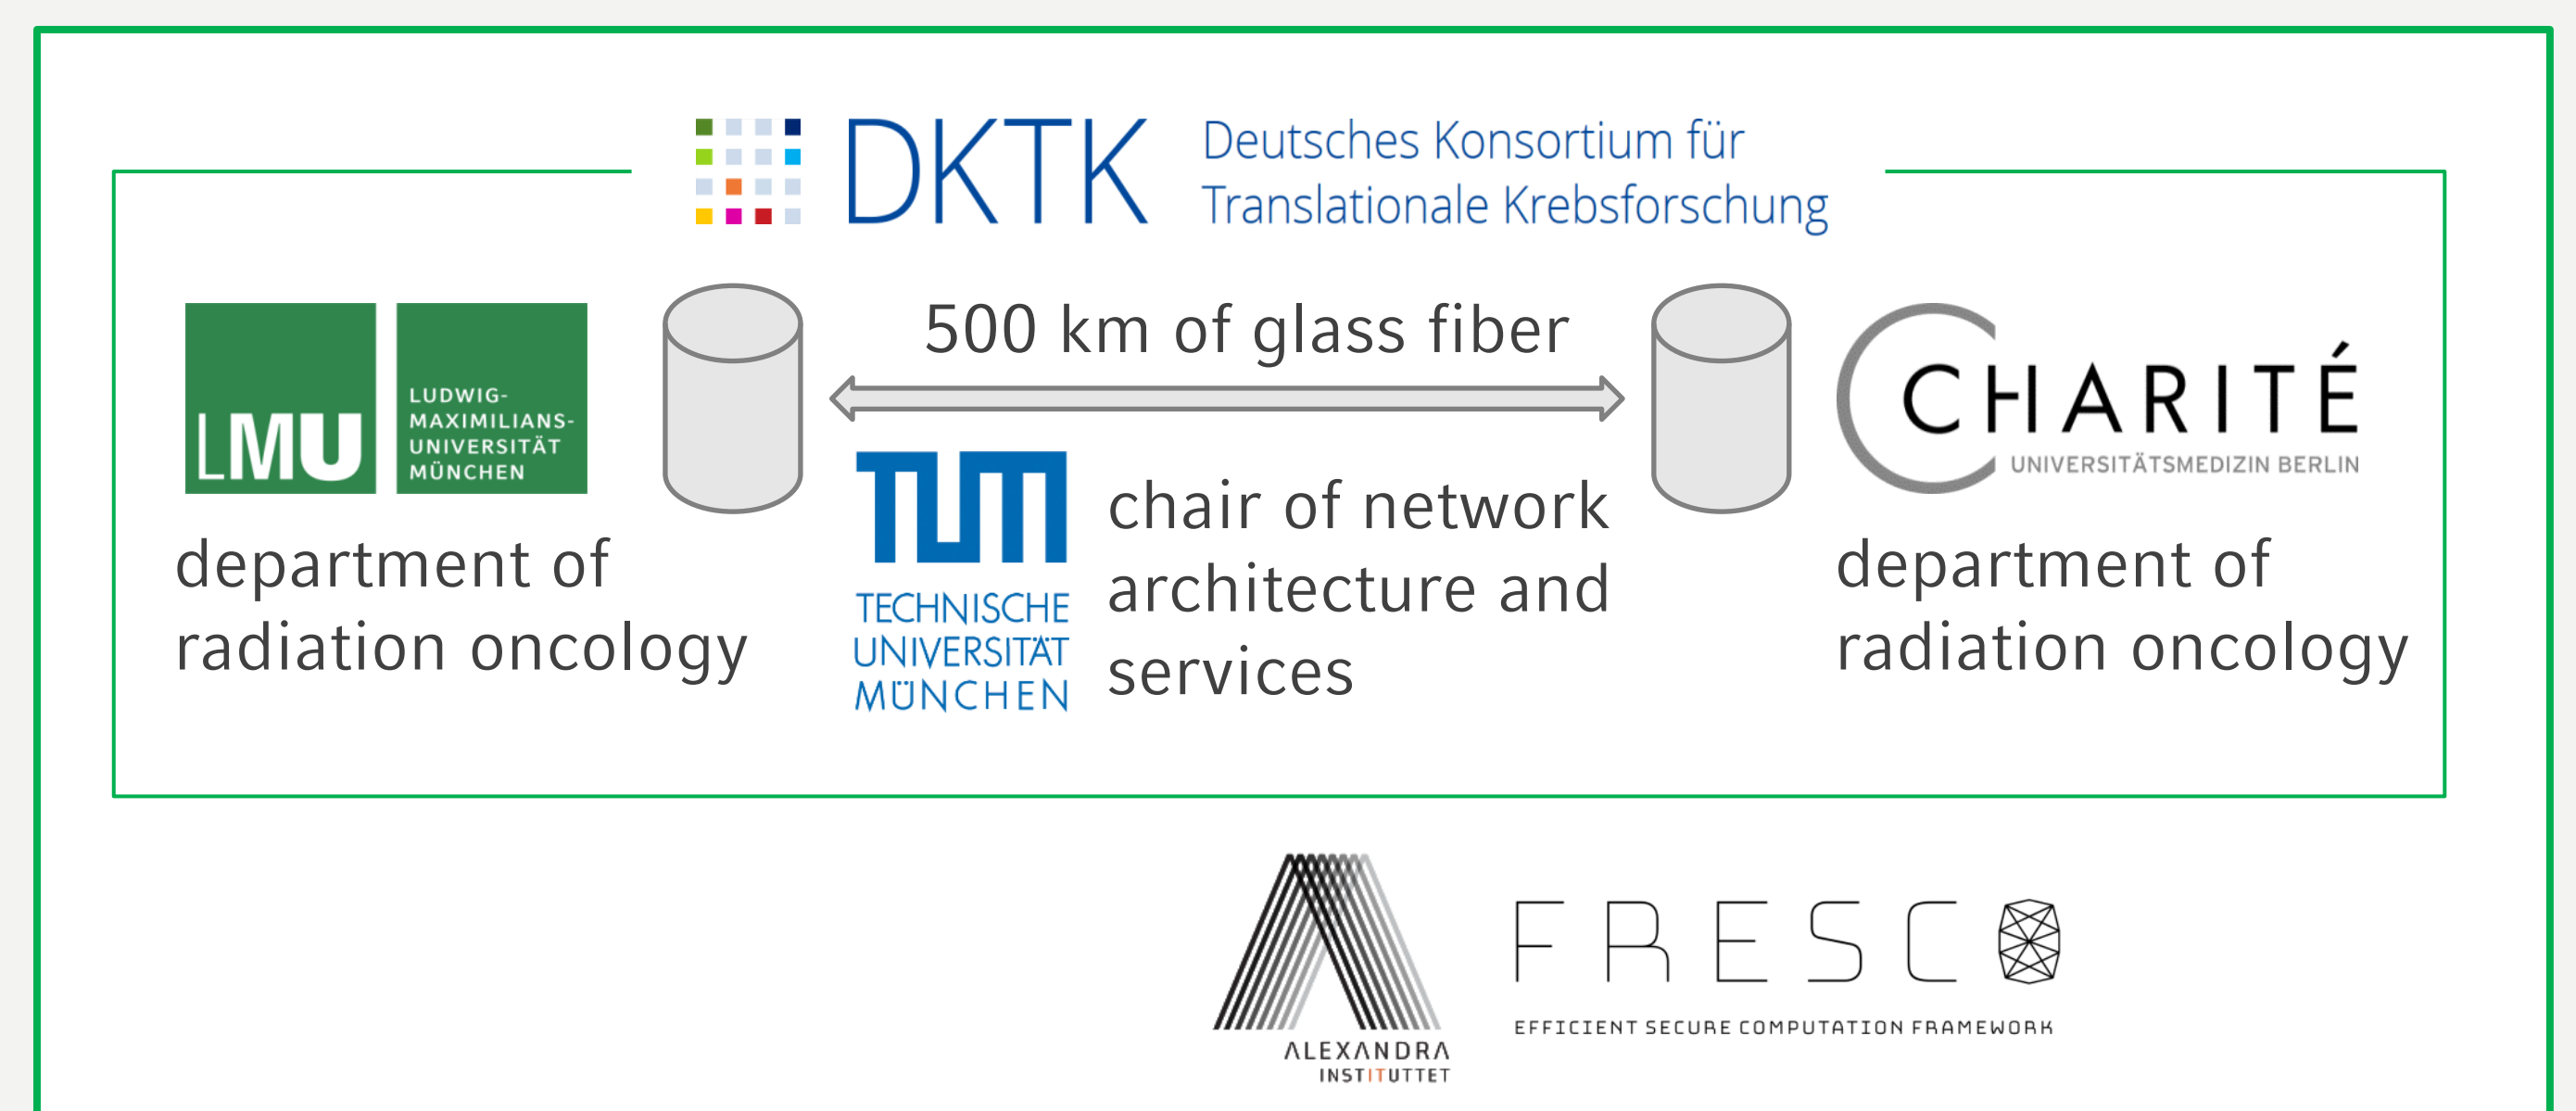 DKTK
Deutsches Konsortium für
Translationale Krebsforschung
LMU
LUDWIG-
MAXIMILIANS-
UNIVERSITÄT
MÜNCHEN
department of
radiation oncology
500 km of glass fiber
TUM
TECHNISCHE
UNIVERSITÄT
MÜNCHEN
chair of network
architecture and
services
CHARITÉ
UNIVERSITÄTSMEDIZIN BERLIN
department of
radiation oncology
ALEXANDRA
INSTITUTTET
FRESCO
EFFICIENT SECURE COMPUTATION FRAMEWORK